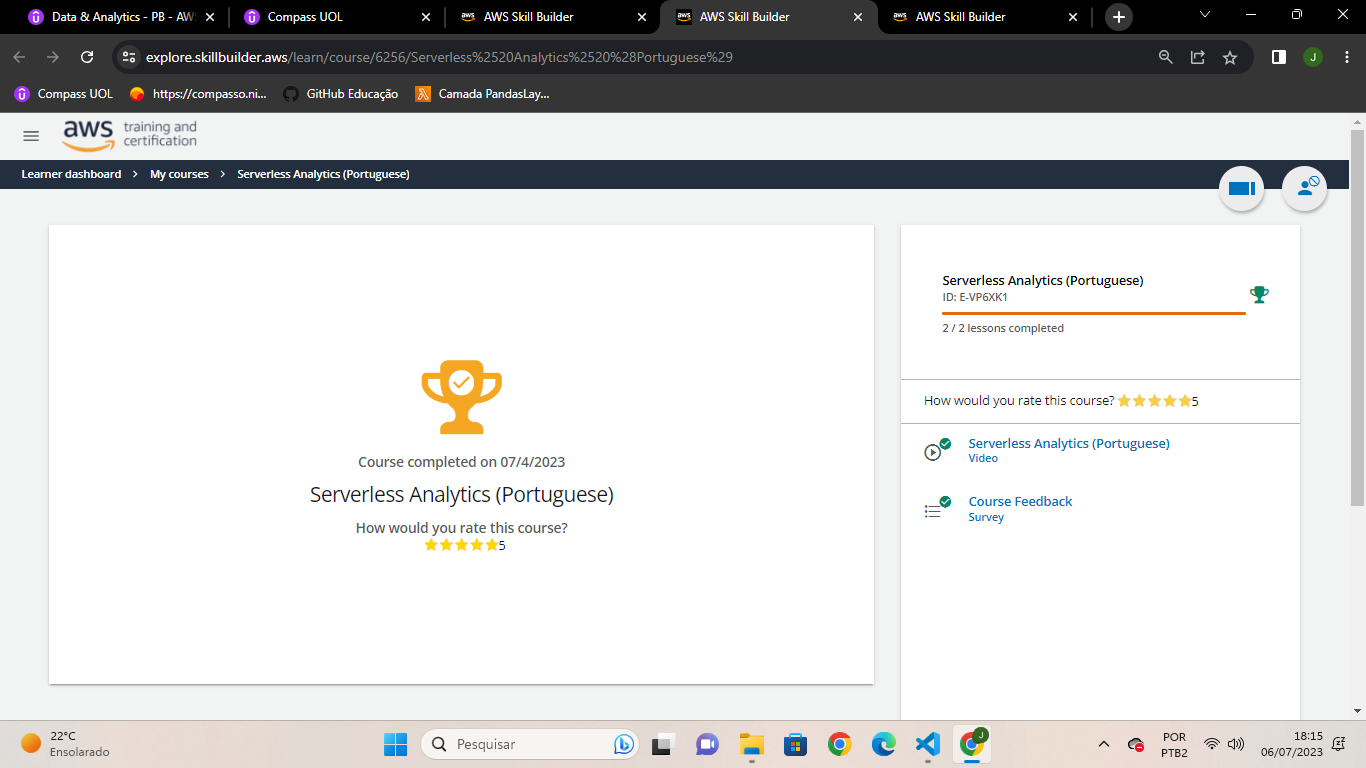 Data & Analytics - PB - AWS
Compass UOL
AWS Skill Builder
AWS Skill Builder
AWS Skill Builder
explore.skillbuilder.aws/learn/course/6256/Serverless%2520Analytics%2520%28Portuguese%29
J
Compass UOL
https://compasso.ni...
GitHub Educação
Camada PandasLay...
aws training and
certification
Learner dashboard > My courses > Serverless Analytics (Portuguese)
Course completed on 07/4/2023
Serverless Analytics (Portuguese)
How would you rate this course?
5
Serverless Analytics (Portuguese)
ID: E-VP6XK1
2 / 2 lessons completed
How would you rate this course? 5
Serverless Analytics (Portuguese)
Video
Course Feedback
Survey
22°C
Ensolarado
Pesquisar
J
POR
PTB2
18:15
06/07/2023